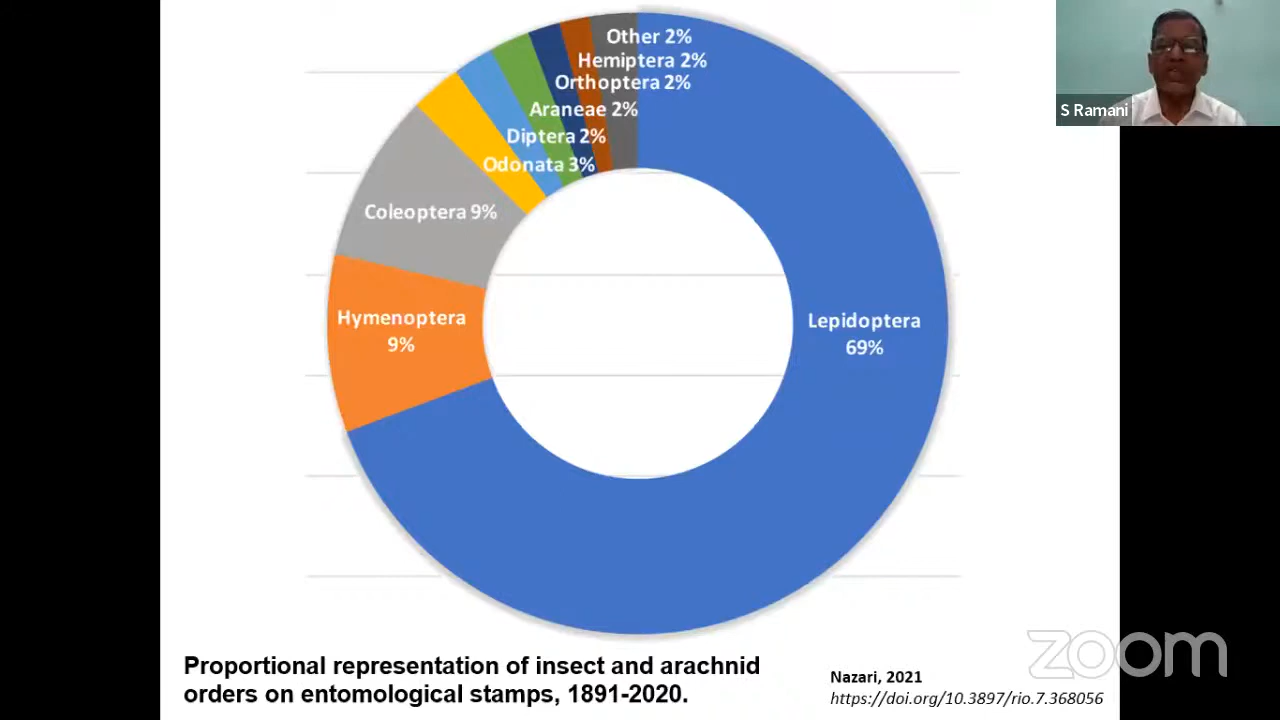 Other 2%
Hemiptera 2%
Orthoptera 2%
Araneae 2%
Diptera 2%
Odonata 3%
Coleoptera 9%
Hymenoptera
9%
Lepidoptera
69%
S Ramani
Proportional representation of insect and arachnid
orders on entomological stamps, 1891-2020.
Nazari, 2021
https://doi.org/10.3897/rio.7.368056
zoom